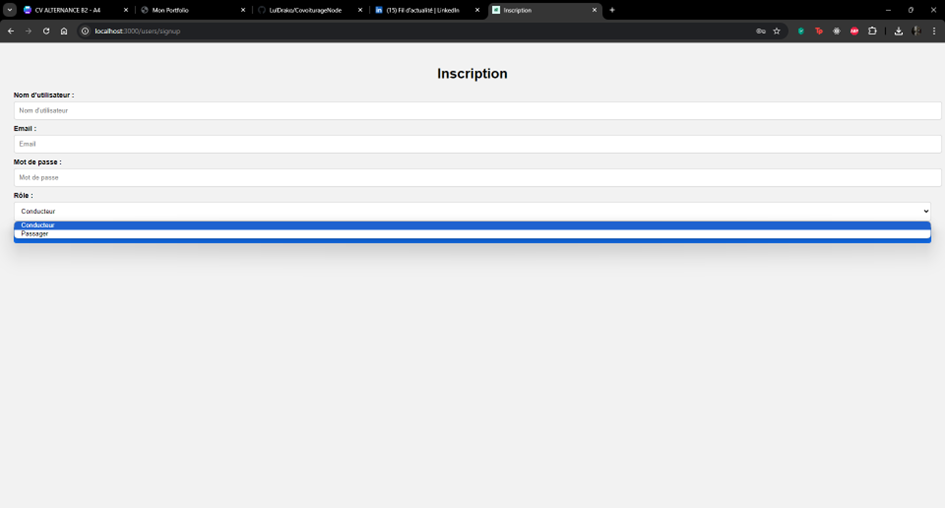 CV ALTERNANCE B2 - A4
Mon Portfolio
LulDrako/CovoiturageNode
(15) Fil d'actualité | LinkedIn
Inscription
localhost:3000/users/signup
Inscription
Nom d'utilisateur :
Nom d'utilisateur
Email :
Email
Mot de passe :
Mot de passe
Rôle :
Conducteur
Conducteur
Passager